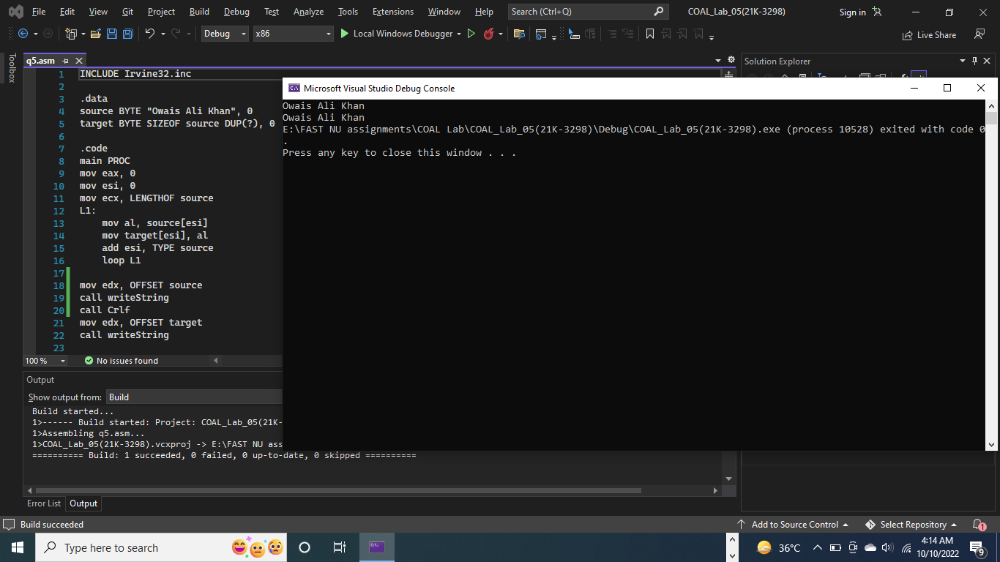 File Edit View Git Project Build Debug Test Analyze Tools Extensions Window Help Search (Ctrl+Q) COAL_Lab_05(21K-3298) Sign in
Debug x86 Local Windows Debugger Live Share
Toolbox
q5.asm
Solution Explorer
1 INCLUDE Irvine32.inc
2
3 .data
4 source BYTE "Owais Ali Khan", 0
5 target BYTE SIZEOF source DUP(?), 0
6
7 .code
8 main PROC
9 mov eax, 0
10 mov esi, 0
11 mov ecx, LENGTHOF source
12 L1:
13 mov al, source[esi]
14 mov target[esi], al
15 add esi, TYPE source
16 loop L1
17
18 mov edx, OFFSET source
19 call writeString
20 call Crlf
21 mov edx, OFFSET target
22 call writeString
23
100 % No issues found
Microsoft Visual Studio Debug Console
Owais Ali Khan
Owais Ali Khan
E:\FAST NU assignments\COAL Lab\COAL_Lab_05(21K-3298)\Debug\COAL_Lab_05(21K-3298).exe (process 10528) exited with code 0
.
Press any key to close this window . . .
Output
Show output from: Build
Build started...
1>------ Build started: Project: COAL_Lab_05(21K-
1>Assembling q5.asm...
1>COAL_Lab_05(21K-3298).vcxproj -> E:\FAST NU ass
========== Build: 1 succeeded, 0 failed, 0 up-to-date, 0 skipped ==========
Error List Output
Build succeeded Add to Source Control Select Repository 1
Type here to search 36°C 4:14 AM
10/10/2022 9